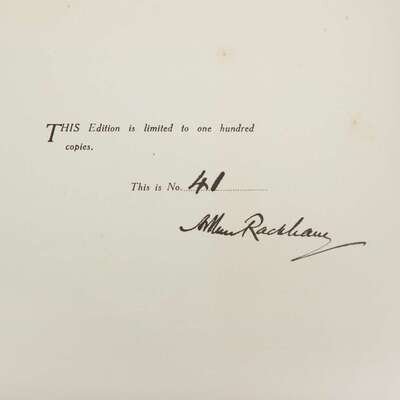 THIS Edition is limited to one hundred
copies.
This is No. 41
Arthur Rackham